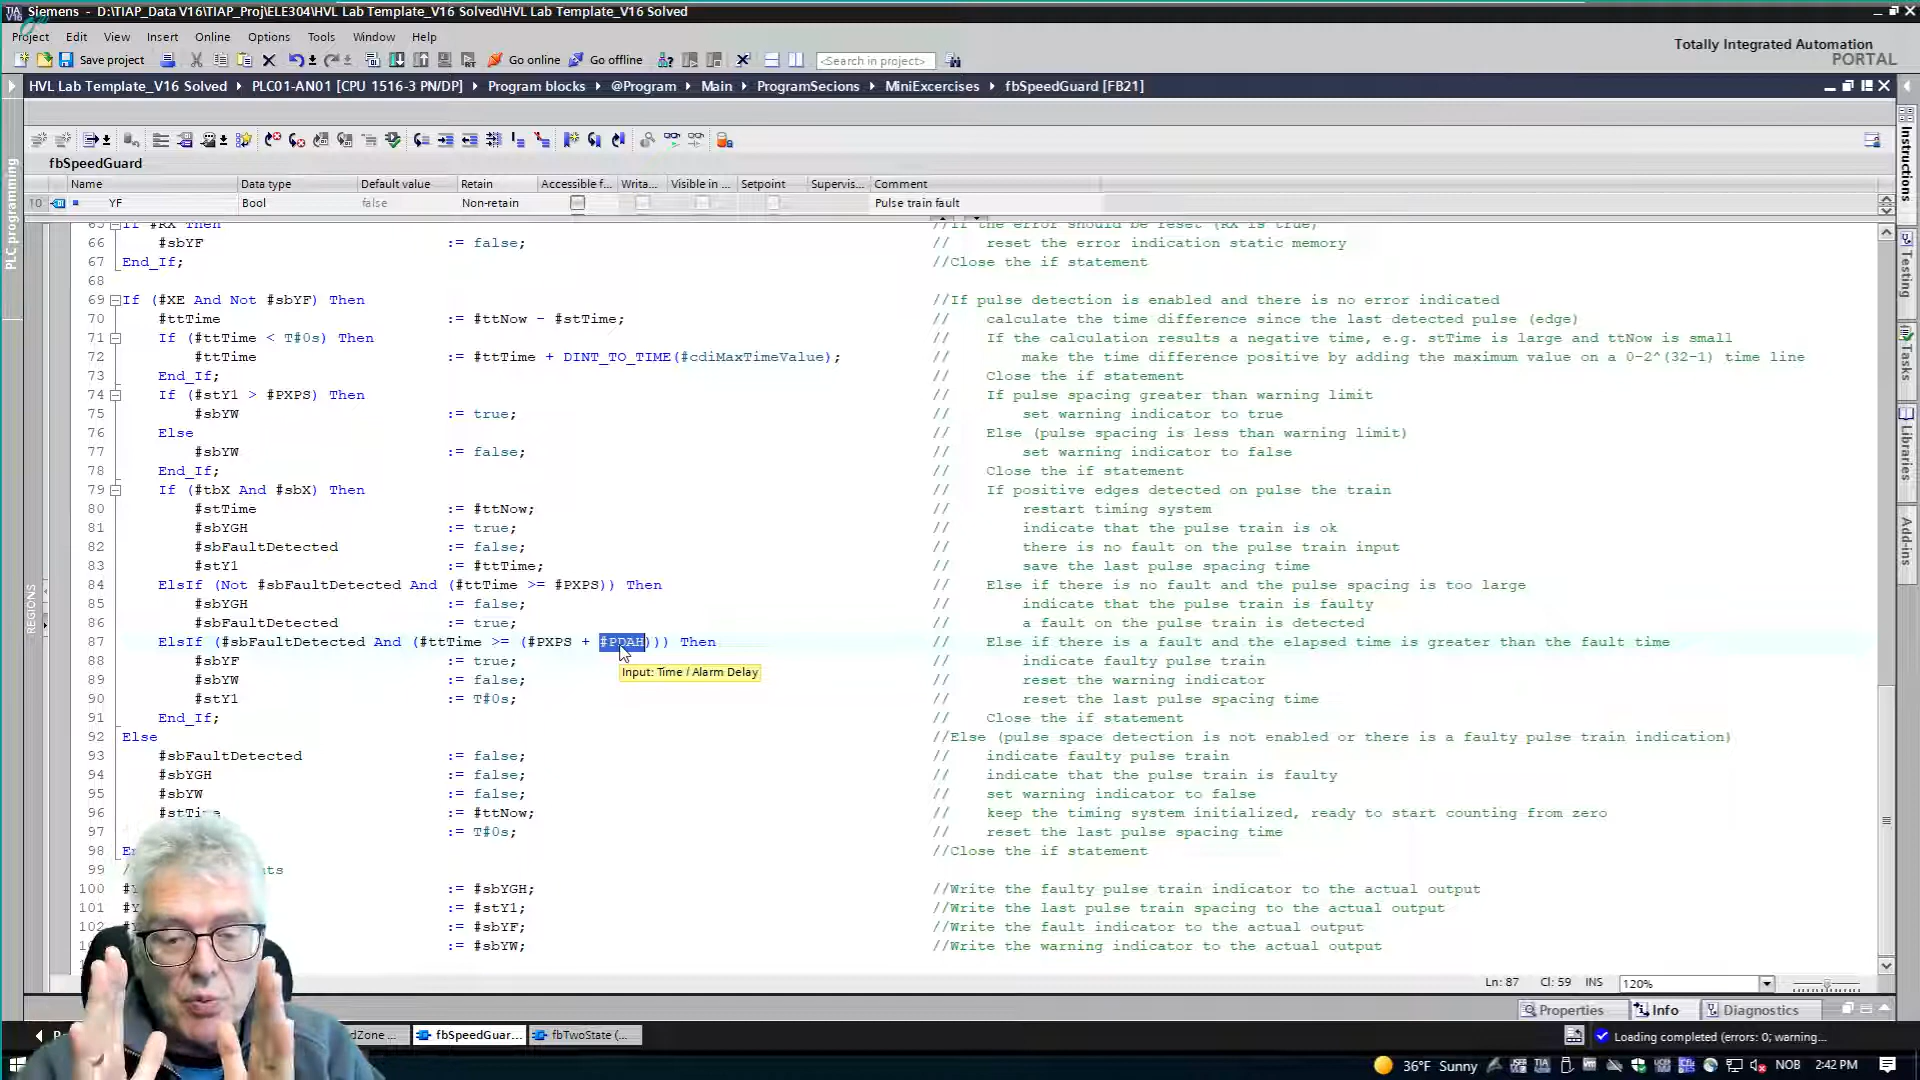 Siemens - D:\TIAP_Data V16\TIAP_Proj\ELE304\HVL Lab Template_V16 Solved\HVL Lab Template_V16 Solved
Project Edit View Insert Online Options Tools Window Help
Totally Integrated Automation
PORTAL
Save project Go online Go offline <Search in project>
HVL Lab Template_V16 Solved PLC01-AN01 [CPU 1516-3 PN/DP] Program blocks @Program Main ProgramSecions MiniExcercises fbSpeedGuard [FB21]
PLC programming
fbSpeedGuard
Name Data type Default value Retain Accessible f... Writa... Visible in ... Setpoint Supervis... Comment
10 YF Bool false Non-retain Pulse train fault
65 If #RX Then //If the error should be reset (RX is true)
66 #sbYF := false; // reset the error indication static memory
67 End_If; //Close the if statement
68
69 If (#XE And Not #sbYF) Then //If pulse detection is enabled and there is no error indicated
70 #ttTime := #ttNow - #stTime; // calculate the time difference since the last detected pulse (edge)
71 If (#ttTime < T#0s) Then // If the calculation results a negative time, e.g. stTime is large and ttNow is small
72 #ttTime := #ttTime + DINT_TO_TIME(#cdiMaxTimeValue); // make the time difference positive by adding the maximum value on a 0-2^(32-1) time line
73 End_If; // Close the if statement
74 If (#stY1 > #PXPS) Then // If pulse spacing greater than warning limit
75 #sbYW := true; // set warning indicator to true
76 Else // Else (pulse spacing is less than warning limit)
77 #sbYW := false; // set warning indicator to false
78 End_If; // Close the if statement
79 If (#tbX And #sbX) Then // If positive edges detected on pulse the train
80 #stTime := #ttNow; // restart timing system
81 #sbYGH := true; // indicate that the pulse train is ok
82 #sbFaultDetected := false; // there is no fault on the pulse train input
83 #stY1 := #ttTime; // save the last pulse spacing time
84 ElsIf (Not #sbFaultDetected And (#ttTime >= #PXPS)) Then // Else if there is no fault and the pulse spacing is too large
85 #sbYGH := false; // indicate that the pulse train is faulty
86 #sbFaultDetected := true; // a fault on the pulse train is detected
87 ElsIf (#sbFaultDetected And (#ttTime >= (#PXPS + #PDAH))) Then // Else if there is a fault and the elapsed time is greater than the fault time
88 #sbYF := true; // indicate faulty pulse train
Input: Time / Alarm Delay
89 #sbYW := false; // reset the warning indicator
90 #stY1 := T#0s; // reset the last pulse spacing time
91 End_If; // Close the if statement
92 Else //Else (pulse space detection is not enabled or there is a faulty pulse train indication)
93 #sbFaultDetected := false; // indicate faulty pulse train
94 #sbYGH := false; // indicate that the pulse train is faulty
95 #sbYW := false; // set warning indicator to false
96 #stTime := #ttNow; // keep the timing system initialized, ready to start counting from zero
97 := T#0s; // reset the last pulse spacing time
98 //Close the if statement
99
100 := #sbYGH; //Write the faulty pulse train indicator to the actual output
101 := #stY1; //Write the last pulse train spacing to the actual output
102 := #sbYF; //Write the fault indicator to the actual output
:= #sbYW; //Write the warning indicator to the actual output
REGIONS
Instructions
Testing
Tasks
Libraries
Add-ins
Ln: 87 Cl: 59 INS 120%
Properties Info Diagnostics
fbSpeedGuar... fbTwoState (...
Loading completed (errors: 0; warning...
36°F Sunny NOB 2:42 PM